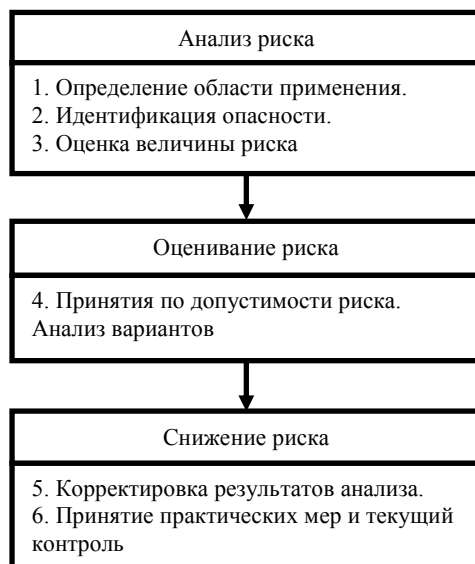 Анализ риска
1. Определение области применения.
2. Идентификация опасности.
3. Оценка величины риска
Оценивание риска
4. Принятия по допустимости риска.
Анализ вариантов
Снижение риска
5. Корректировка результатов анализа.
6. Принятие практических мер и текущий
контроль